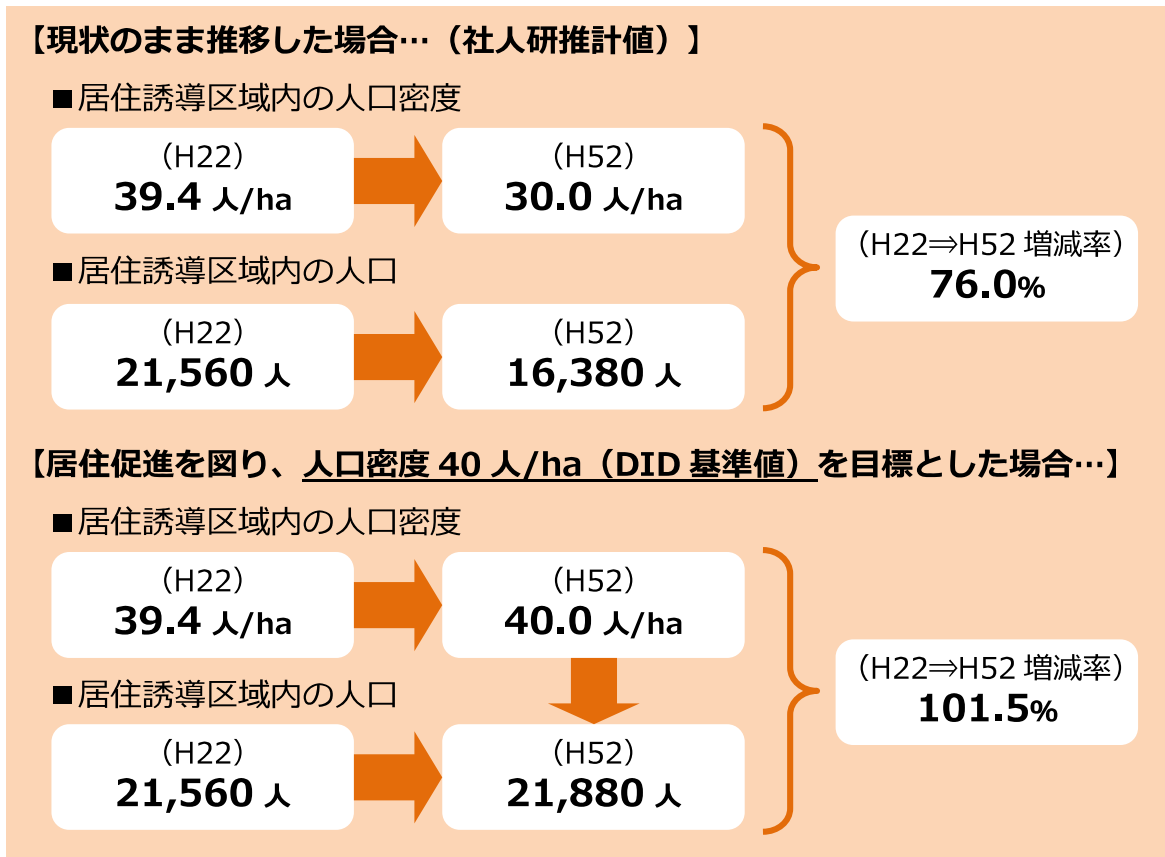 【現状のまま推移した場合…（社人研推計値）】
■居住誘導区域内の人口密度
（H22）
39.4 人/ha
（H52）
30.0 人/ha
■居住誘導区域内の人口
（H22）
21,560 人
（H52）
16,380 人
（H22⇒H52 増減率）
76.0%
【居住促進を図り、人口密度 40 人/ha（DID 基準値）を目標とした場合…】
■居住誘導区域内の人口密度
（H22）
39.4 人/ha
（H52）
40.0 人/ha
■居住誘導区域内の人口
（H22）
21,560 人
（H52）
21,880 人
（H22⇒H52 増減率）
101.5%